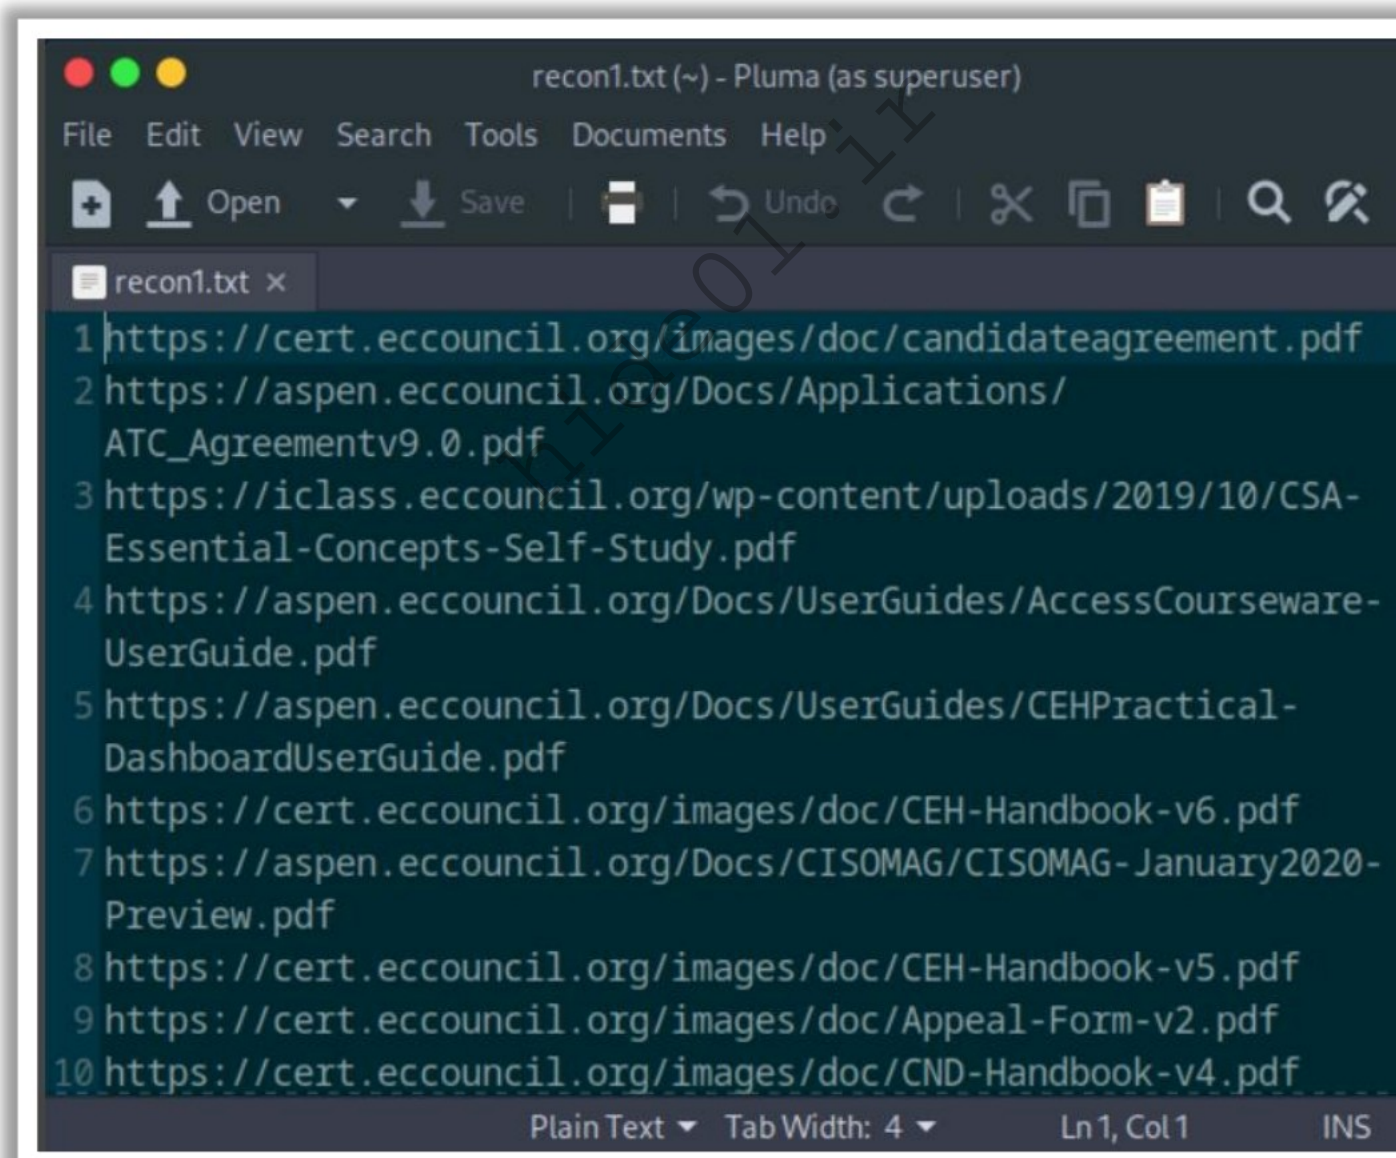 recon1.txt (~) - Pluma (as superuser)
File Edit View Search Tools Documents Help
Open Save Undo
recon1.txt ×
1 https://cert.eccouncil.org/images/doc/candidateagreement.pdf
2 https://aspen.eccouncil.org/Docs/Applications/
ATC_Agreementv9.0.pdf
3 https://iclass.eccouncil.org/wp-content/uploads/2019/10/CSA-
Essential-Concepts-Self-Study.pdf
4 https://aspen.eccouncil.org/Docs/UserGuides/AccessCourseware-
UserGuide.pdf
5 https://aspen.eccouncil.org/Docs/UserGuides/CEHPractical-
DashboardUserGuide.pdf
6 https://cert.eccouncil.org/images/doc/CEH-Handbook-v6.pdf
7 https://aspen.eccouncil.org/Docs/CISOMAG/CISOMAG-January2020-
Preview.pdf
8 https://cert.eccouncil.org/images/doc/CEH-Handbook-v5.pdf
9 https://cert.eccouncil.org/images/doc/Appeal-Form-v2.pdf
10 https://cert.eccouncil.org/images/doc/CND-Handbook-v4.pdf
Plain Text Tab Width: 4 Ln 1, Col 1 INS
hide01.ir